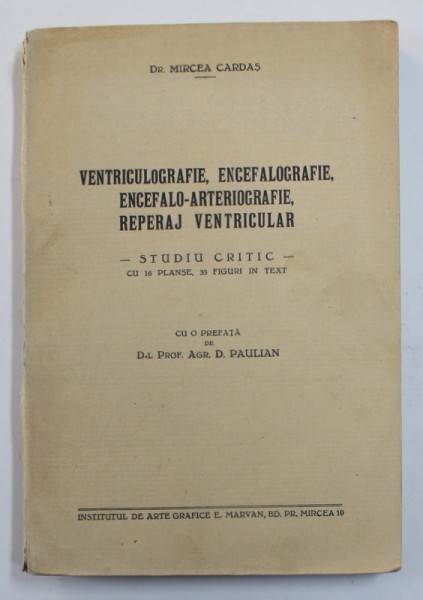 DR. MIRCEA CARDAȘ
VENTRICULOGRAFIE, ENCEFALOGRAFIE,
ENCEFALO-ARTERIOGRAFIE,
REPERAJ VENTRICULAR
— STUDIU CRITIC —
CU 16 PLANSE, 33 FIGURI IN TEXT
CU O PREFAȚĂ
DE
D-L PROF. AGR. D. PAULIAN
INSTITUTUL DE ARTE GRAFICE E. MARVAN, BD. PR. MIRCEA 10